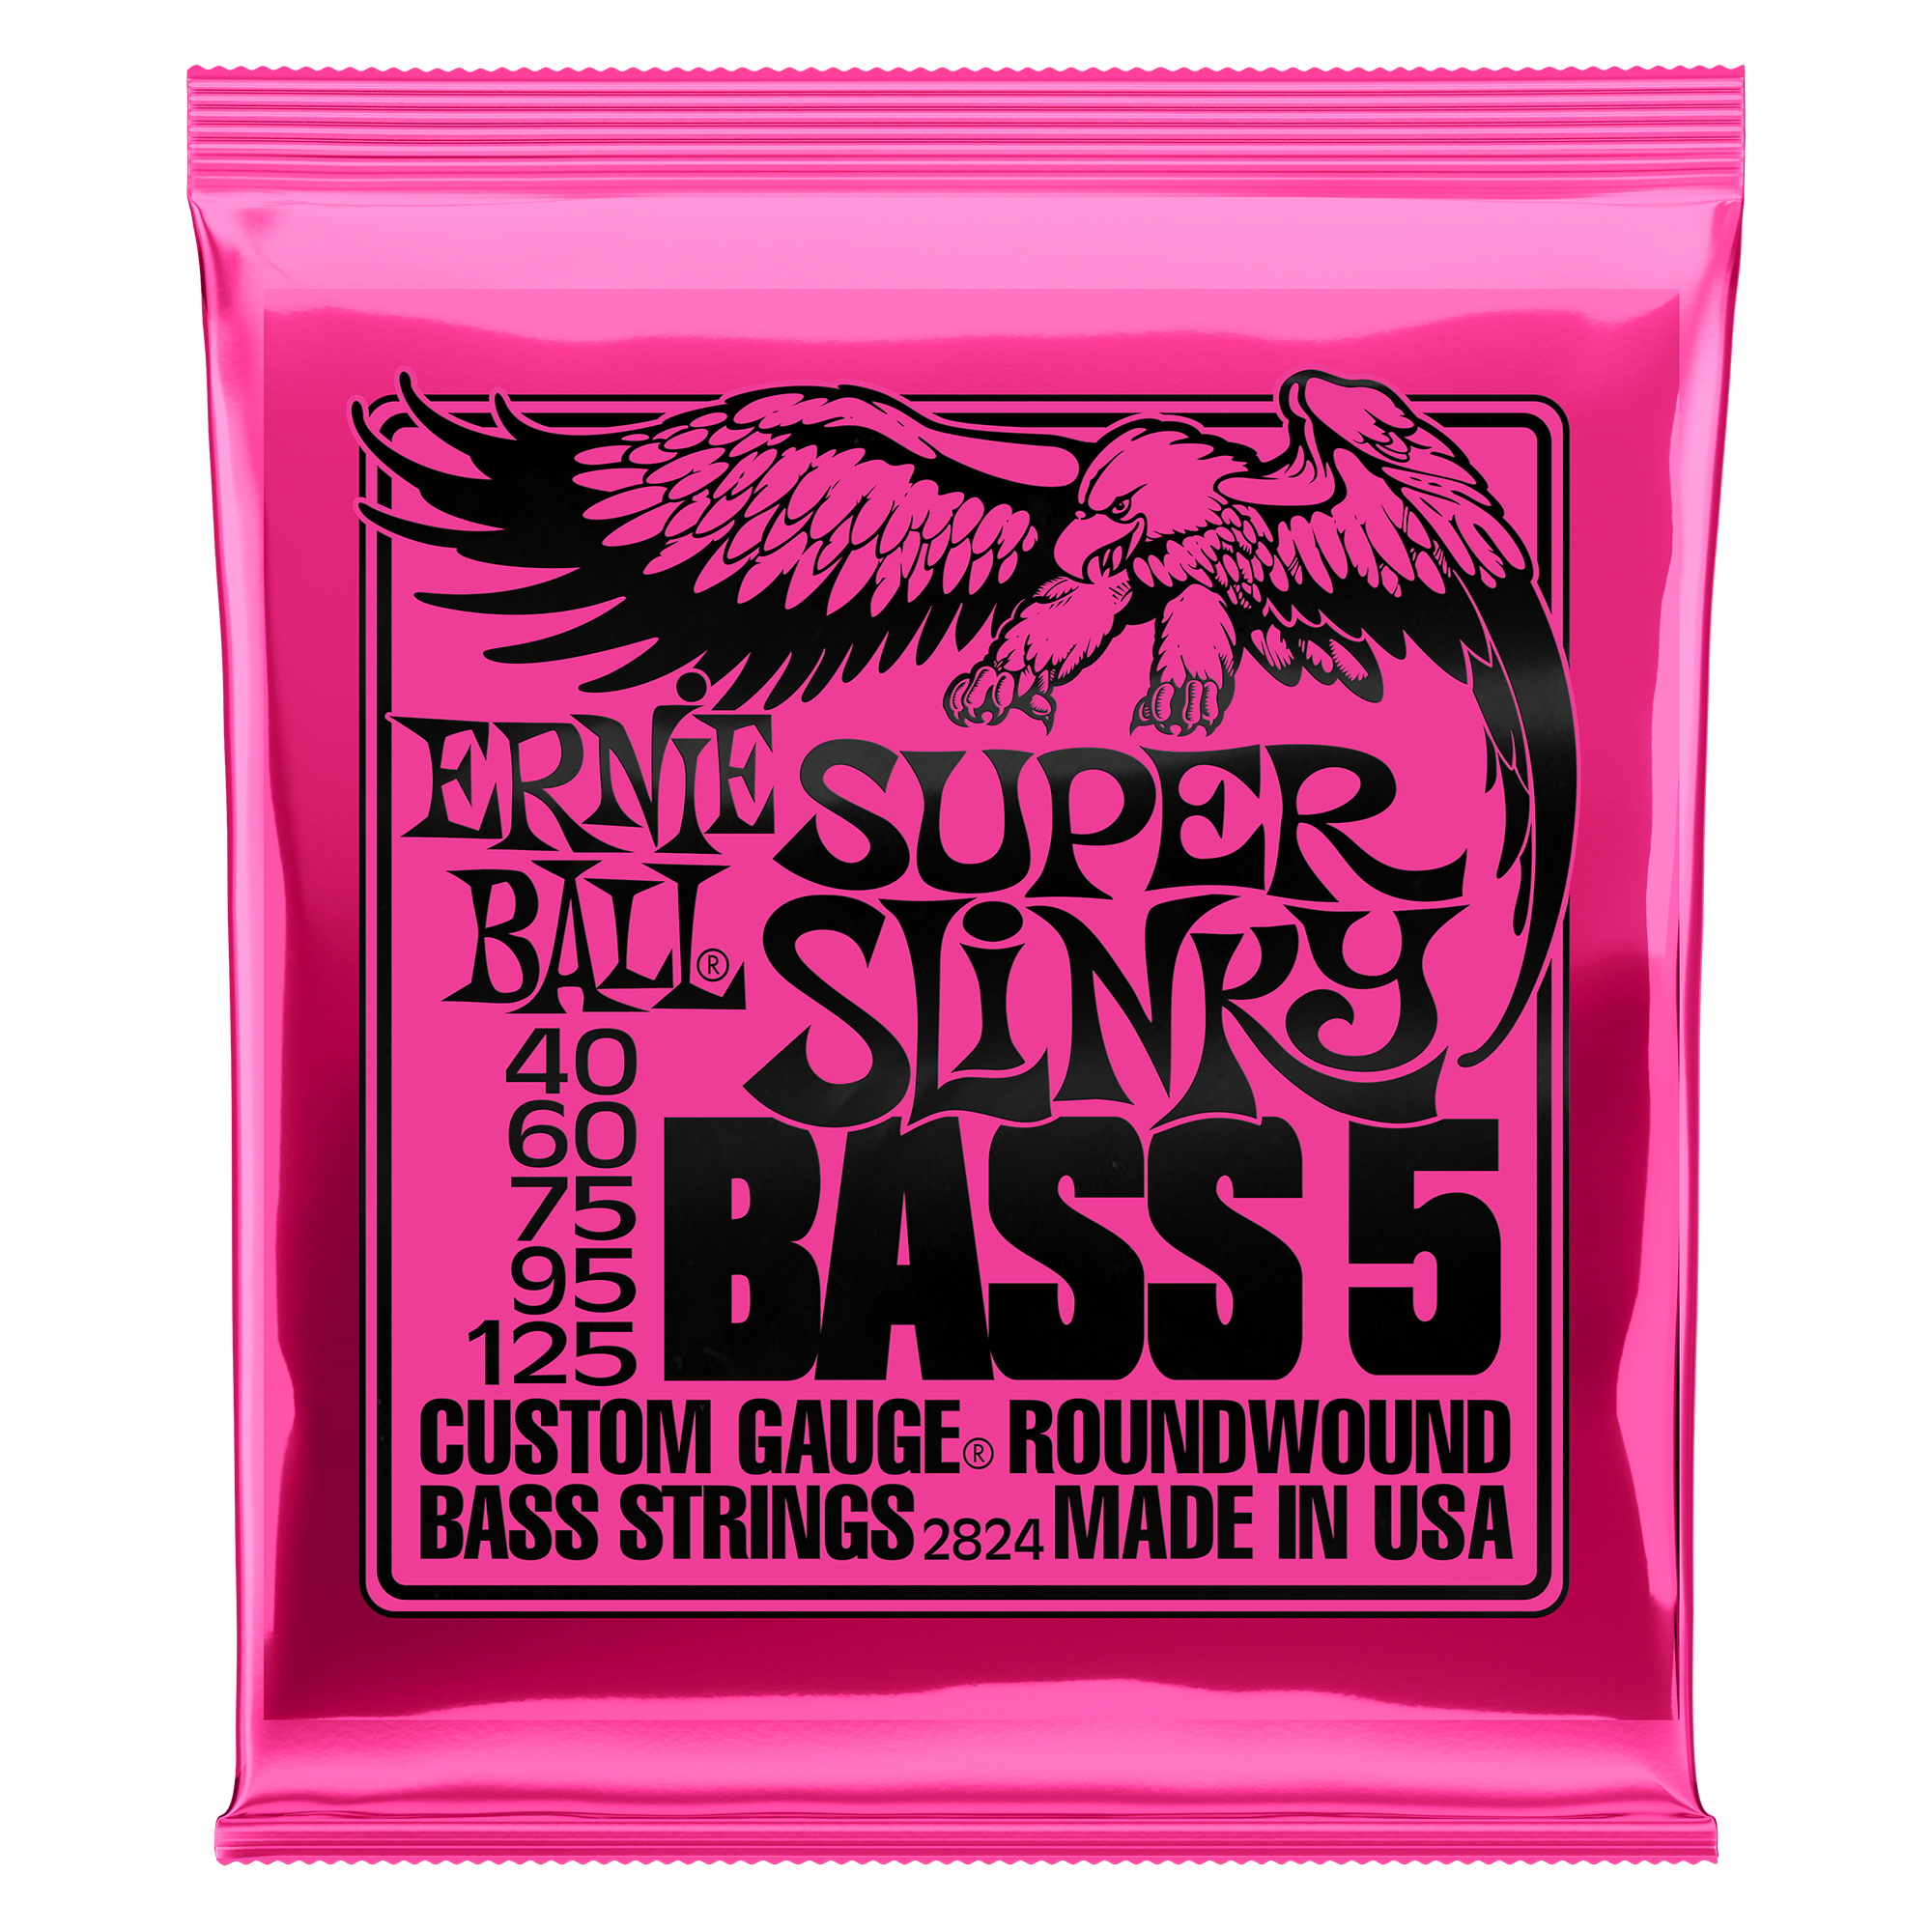 ERNiE
BALL®
SUPER
SLiNKY
40
60
75
95
125
BASS 5
CUSTOM GAUGE® ROUNDWOUND
BASS STRINGS 2824 MADE IN USA